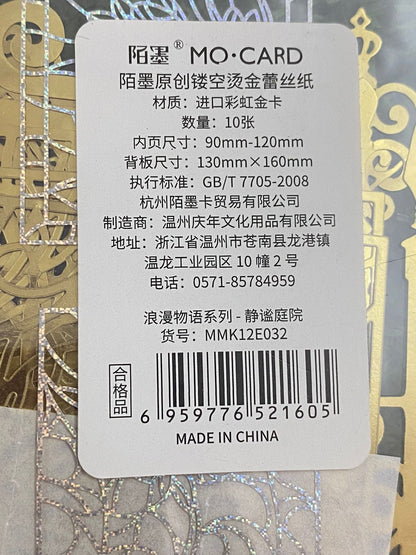 陌墨® MO·CARD
陌墨原创镂空烫金蕾丝纸
材质：进口彩虹金卡
数量：10张
内页尺寸：90mm-120mm
背板尺寸：130mm×160mm
执行标准：GB/T 7705-2008
杭州陌墨卡贸易有限公司
制造商：温州庆年文化用品有限公司
地址：浙江省温州市苍南县龙港镇
温龙工业园区 10 幢 2 号
电话：0571-85784959
浪漫物语系列 - 静谧庭院
货号：MMK12E032
合格品
6 959776 521605
MADE IN CHINA